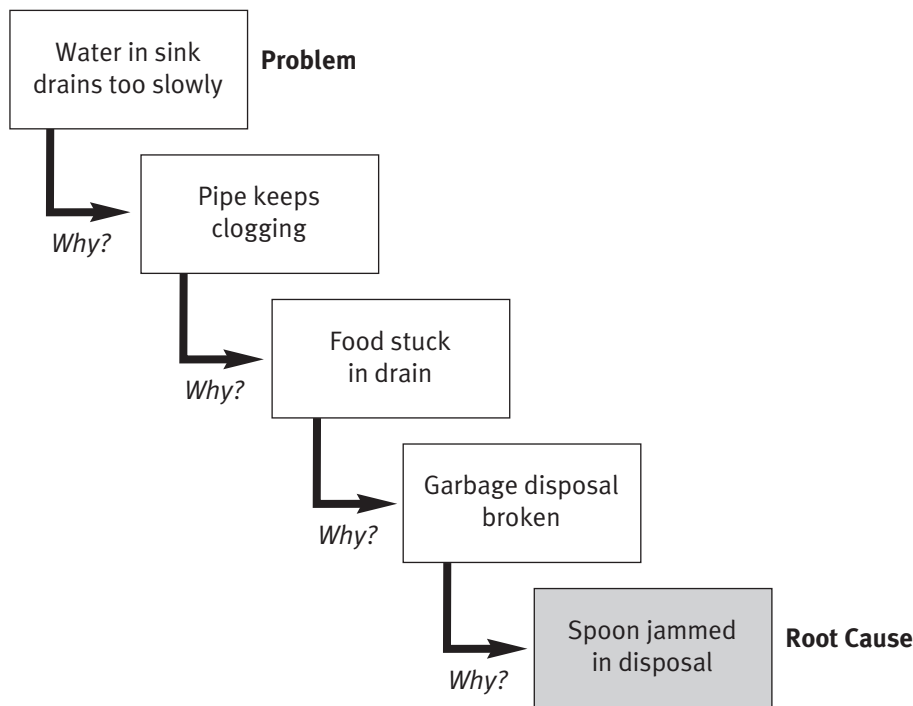 Water in sink
drains too slowly
Problem
Pipe keeps
clogging
Why?
Food stuck
in drain
Why?
Garbage disposal
broken
Why?
Spoon jammed
in disposal
Root Cause
Why?